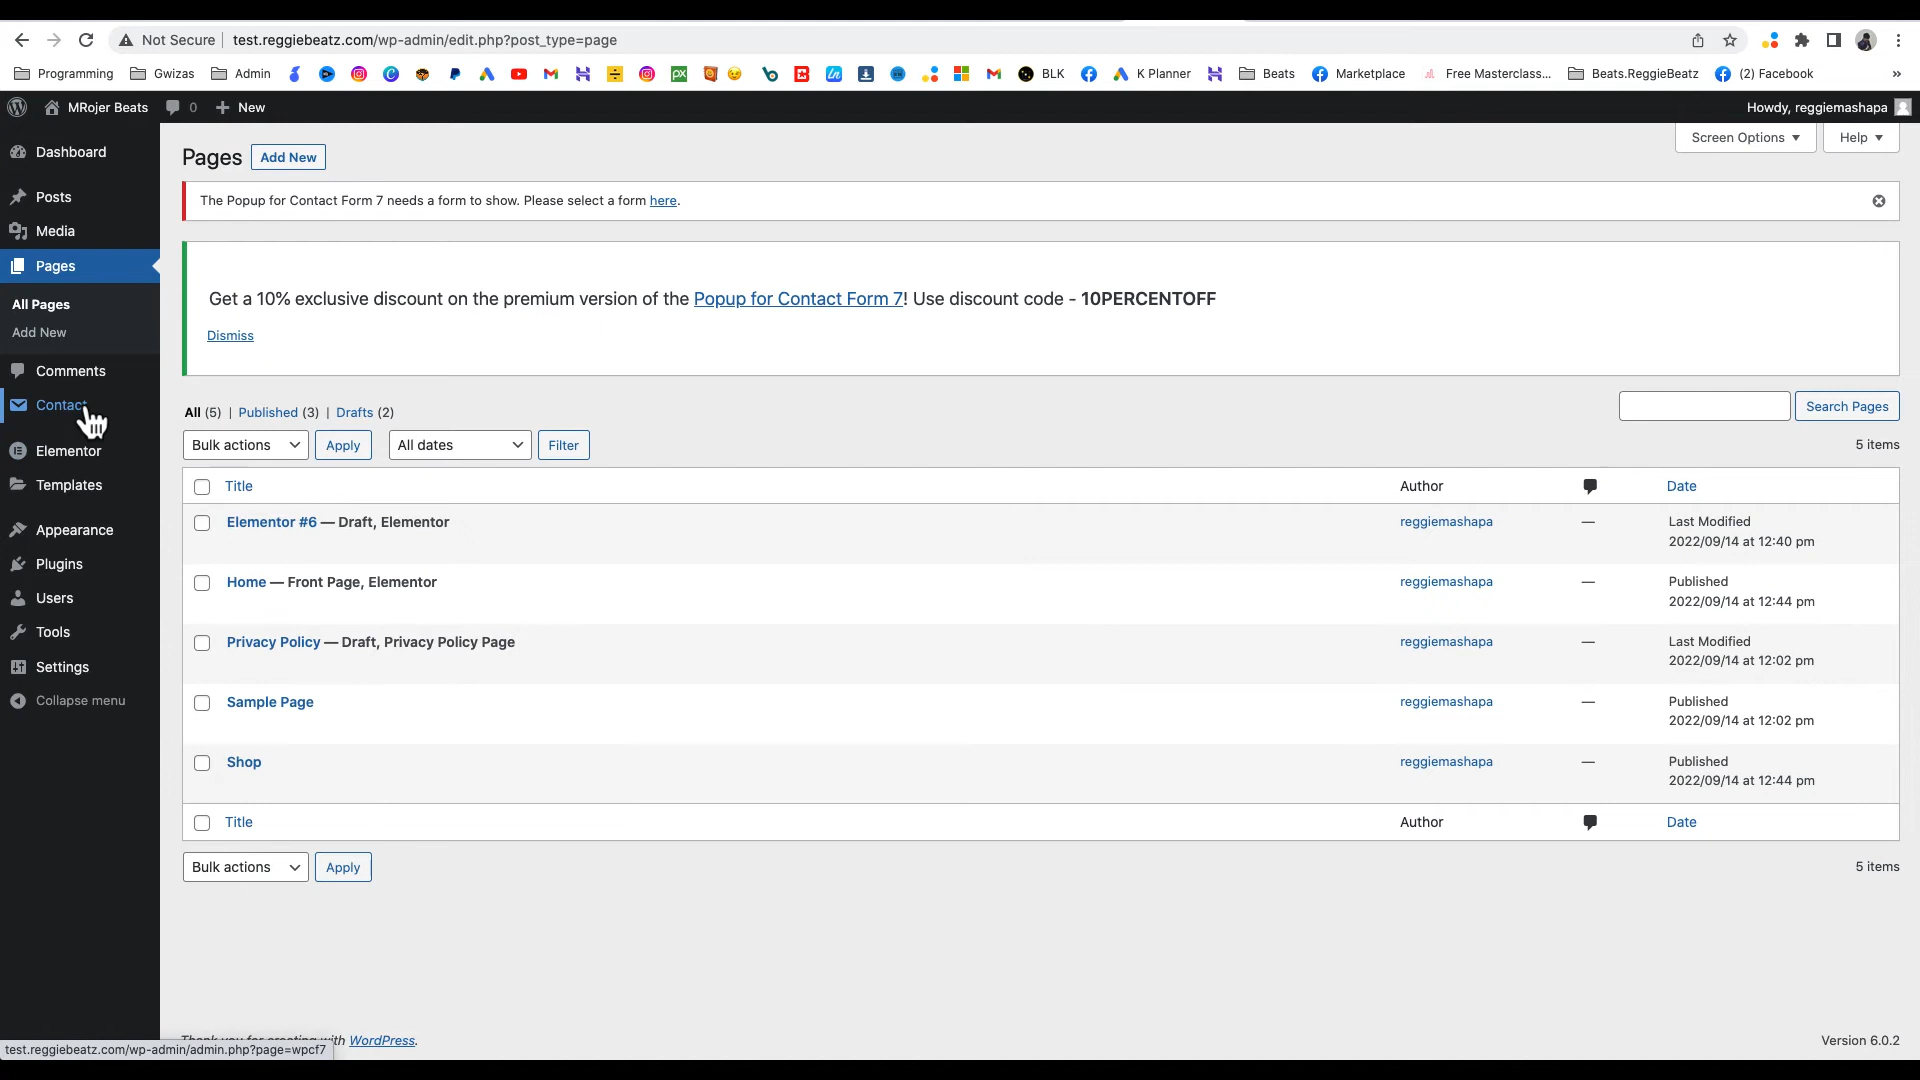 Not Secure
test.reggiebeatz.com/wp-admin/edit.php?post_type=page
Programming
Gwizas
Admin
BLK
K Planner
Beats
Marketplace
Free Masterclass...
Beats.ReggieBeatz
(2) Facebook
»
MRojer Beats
0
New
Howdy, reggiemashapa
Dashboard
Posts
Media
Pages
All Pages
Add New
Comments
Contact
Elementor
Templates
Appearance
Plugins
Users
Tools
Settings
Collapse menu
Pages
Add New
Screen Options
Help
The Popup for Contact Form 7 needs a form to show. Please select a form here.
Get a 10% exclusive discount on the premium version of the Popup for Contact Form 7! Use discount code - 10PERCENTOFF
Dismiss
All (5) | Published (3) | Drafts (2)
Search Pages
Bulk actions
Apply
All dates
Filter
5 items
Title
Author
Date
Elementor #6 — Draft, Elementor
reggiemashapa
—
Last Modified
2022/09/14 at 12:40 pm
Home — Front Page, Elementor
reggiemashapa
—
Published
2022/09/14 at 12:44 pm
Privacy Policy — Draft, Privacy Policy Page
reggiemashapa
—
Last Modified
2022/09/14 at 12:02 pm
Sample Page
reggiemashapa
—
Published
2022/09/14 at 12:02 pm
Shop
reggiemashapa
—
Published
2022/09/14 at 12:44 pm
Title
Author
Date
Bulk actions
Apply
5 items
Thank you for creating with WordPress.
Version 6.0.2
test.reggiebeatz.com/wp-admin/admin.php?page=wpcf7